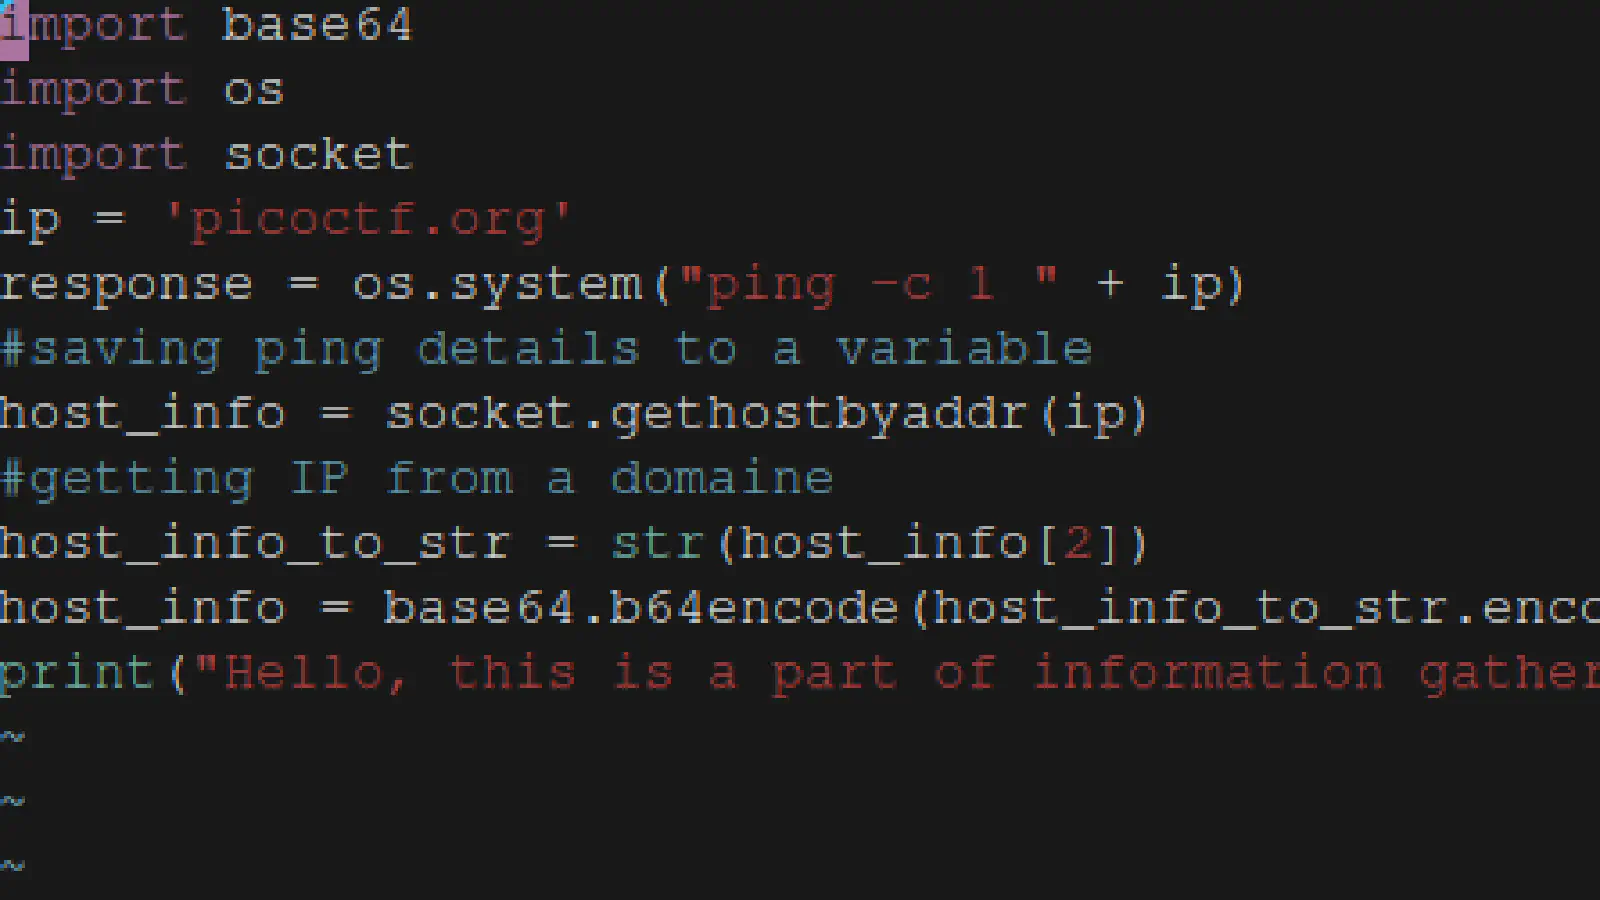 import base64
import os
import socket
ip = 'picoctf.org'
response = os.system("ping -c 1 " + ip)
#saving ping details to a variable
host_info = socket.gethostbyaddr(ip)
#getting IP from a domaine
host_info_to_str = str(host_info[2])
host_info = base64.b64encode(host_info_to_str.enco
print("Hello, this is a part of information gather
~
~
~